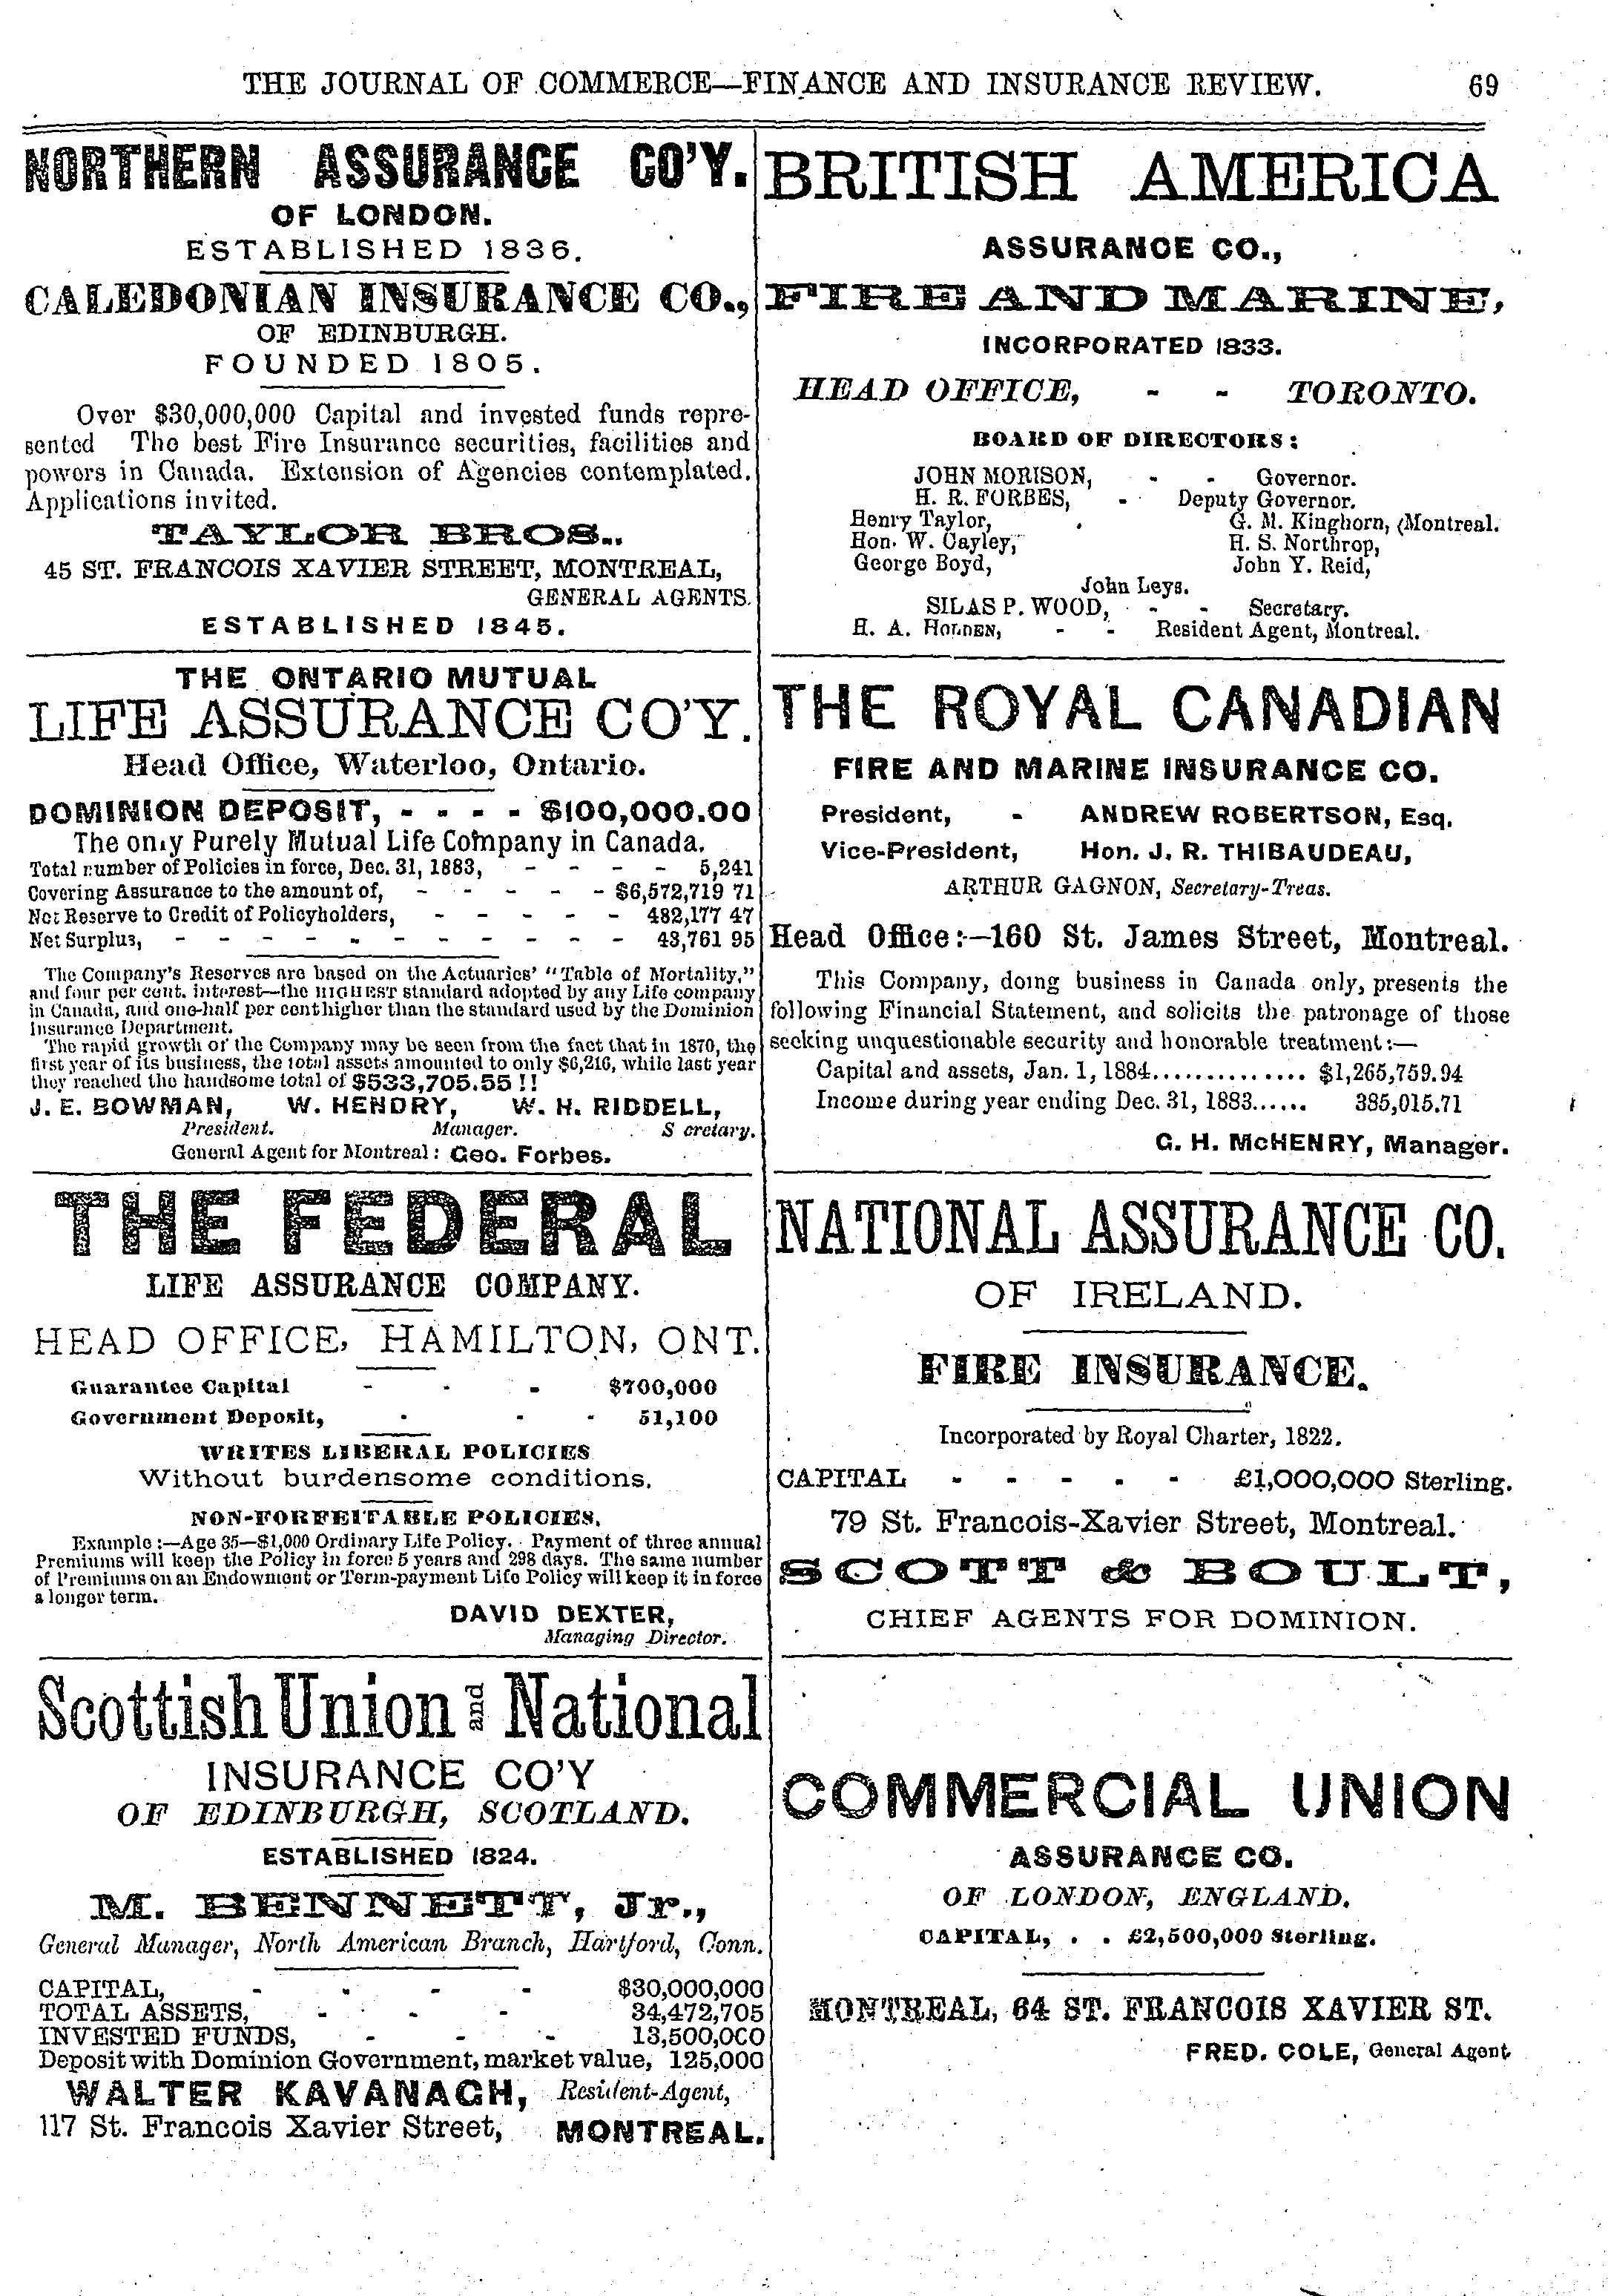 THE JOURNAL OF COMMERCE—FINANCE AND INSURANCE REVIEW. 69
NORTHERN ASSURANCE CO'Y.
OF LONDON.
ESTABLISHED 1836.
CALEDONIAN INSURANCE CO.,
OF EDINBURGH.
FOUNDED 1805.
Over $30,000,000 Capital and invested funds repre-
sented The best Fire Insurance securities, facilities and
powers in Canada. Extension of Agencies contemplated.
Applications invited.
TAYLOR BROS.,
45 ST. FRANCOIS XAVIER STREET, MONTREAL,
GENERAL AGENTS.
ESTABLISHED 1845.
THE ONTARIO MUTUAL
LIFE ASSURANCE CO'Y.
Head Office, Waterloo, Ontario.
DOMINION DEPOSIT, - - - - $100,000.00
The only Purely Mutual Life Company in Canada.
Total number of Policies in force, Dec. 31, 1883, - - - - 5,241
Covering Assurance to the amount of, - - - - - $6,572,719 71
Net Reserve to Credit of Policyholders, - - - - - 482,177 47
Net Surplus, - - - - - - - - - - - 43,761 95
The Company's Reserves are based on the Actuaries' "Table of Mortality,"
and four per cent. interest—the HIGHEST standard adopted by any Life company
in Canada, and one-half per cent higher than the standard used by the Dominion
Insurance Department.
The rapid growth of the Company may be seen from the fact that in 1870, the
first year of its business, the total assets amounted to only $6,216, while last year
they reached the handsome total of $533,705.55 !!
J. E. BOWMAN, W. HENDRY, W. H. RIDDELL,
President. Manager. S cretary.
General Agent for Montreal: Geo. Forbes.
THE FEDERAL
LIFE ASSURANCE COMPANY.
HEAD OFFICE, HAMILTON, ONT.
Guarantee Capital - - - $700,000
Government Deposit, - - - 51,100
WRITES LIBERAL POLICIES
Without burdensome conditions.
NON-FORFEITABLE POLICIES.
Example :—Age 35—$1,000 Ordinary Life Policy. Payment of three annual
Premiums will keep the Policy in force 5 years and 298 days. The same number
of Premiums on an Endowment or Term-payment Life Policy will keep it in force
a longer term.
DAVID DEXTER,
Managing Director.
Scottish Union and National
INSURANCE CO'Y
OF EDINBURGH, SCOTLAND.
ESTABLISHED 1824.
M. BENNETT, Jr.,
General Manager, North American Branch, Hartford, Conn.
CAPITAL, - - - - $30,000,000
TOTAL ASSETS, - - - 34,472,705
INVESTED FUNDS, - - - 13,500,000
Deposit with Dominion Government, market value, 125,000
WALTER KAVANAGH, Resident-Agent,
117 St. Francois Xavier Street, MONTREAL.
BRITISH AMERICA
ASSURANCE CO.,
FIRE AND MARINE,
INCORPORATED 1833.
HEAD OFFICE, - - TORONTO.
BOARD OF DIRECTORS:
JOHN MORISON, - - Governor.
H. R. FORBES, - Deputy Governor.
Henry Taylor, G. M. Kinghorn, (Montreal.
Hon. W. Cayley, H. S. Northrop,
George Boyd, John Y. Reid,
John Leys.
SILAS P. WOOD, - - Secretary.
H. A. HOLDEN, - - Resident Agent, Montreal.
THE ROYAL CANADIAN
FIRE AND MARINE INSURANCE CO.
President, - ANDREW ROBERTSON, Esq.
Vice-President, Hon. J. R. THIBAUDEAU,
ARTHUR GAGNON, Secretary-Treas.
Head Office:—160 St. James Street, Montreal.
This Company, doing business in Canada only, presents the
following Financial Statement, and solicits the patronage of those
seeking unquestionable security and honorable treatment:—
Capital and assets, Jan. 1, 1884............... $1,265,759.94
Income during year ending Dec. 31, 1883...... 385,015.71
G. H. McHENRY, Manager.
NATIONAL ASSURANCE CO.
OF IRELAND.
FIRE INSURANCE.
Incorporated by Royal Charter, 1822.
CAPITAL - - - - - £1,000,000 Sterling.
79 St. Francois-Xavier Street, Montreal.
SCOTT & BOULT,
CHIEF AGENTS FOR DOMINION.
COMMERCIAL UNION
ASSURANCE CO.
OF LONDON, ENGLAND.
CAPITAL, . . £2,500,000 Sterling.
MONTREAL, 64 ST. FRANCOIS XAVIER ST.
FRED. COLE, General Agent